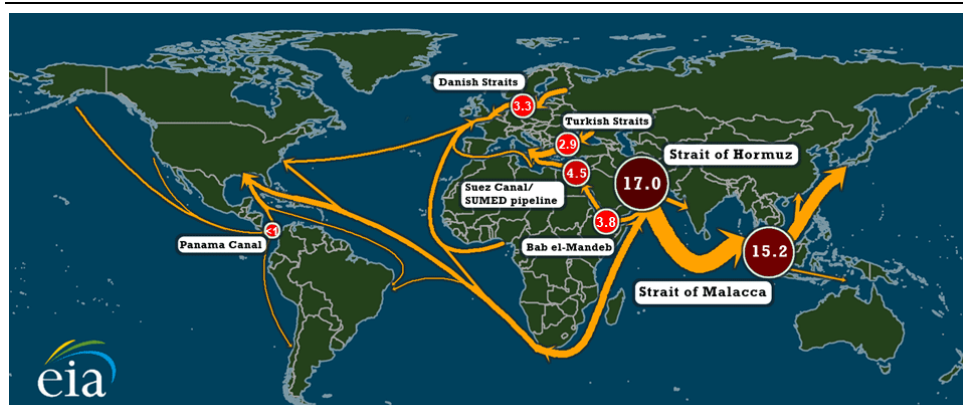 Danish Straits
3.3
Turkish Straits
2.9
Strait of Hormuz
17.0
4.5
Suez Canal/
SUMED pipeline
3.8
Bab el-Mandeb
<1
Panama Canal
15.2
Strait of Malacca
eia